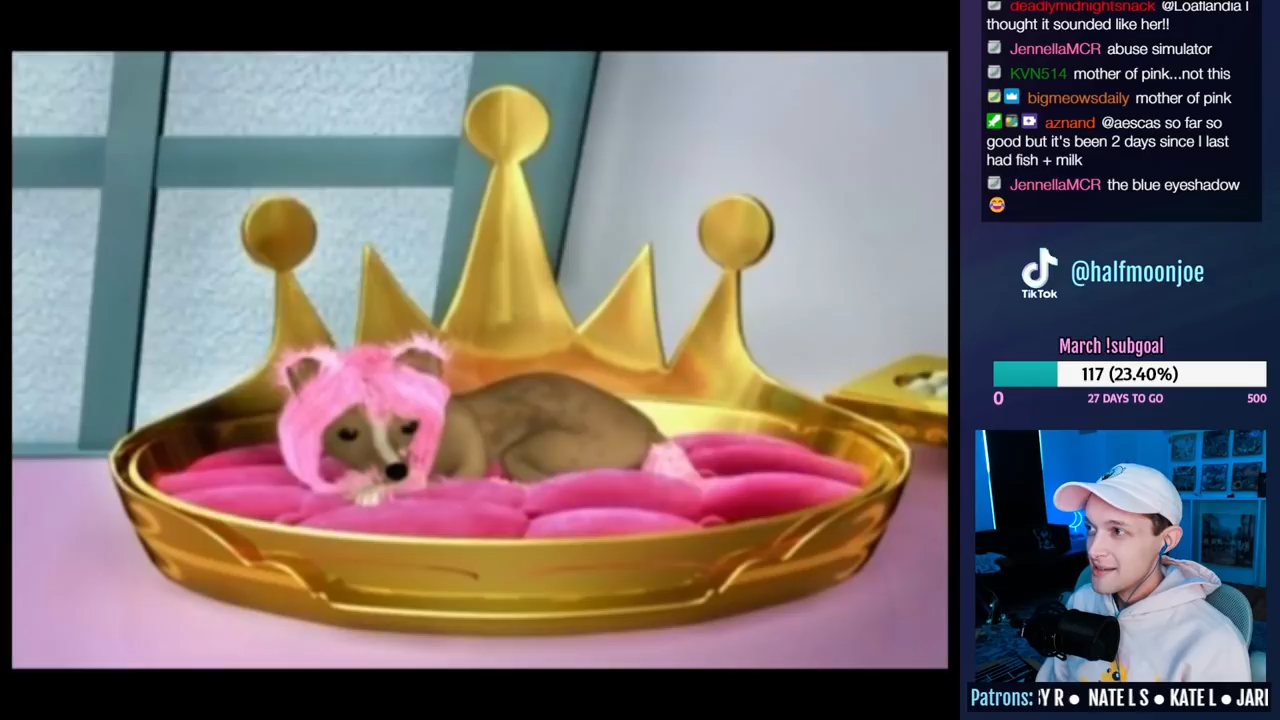 deadlymidnightsnack @Loaflandia I
thought it sounded like her!!
JennellaMCR abuse simulator
KVN514 mother of pink...not this
bigmeowsdaily mother of pink
aznand @aescas so far so
good but it's been 2 days since I last
had fish + milk
JennellaMCR the blue eyeshadow
TikTok
@halfmoonjoe
March !subgoal
117 (23.40%)
0 27 DAYS TO GO 500
Patrons: Y R ● NATE L S ● KATE L ● JARI